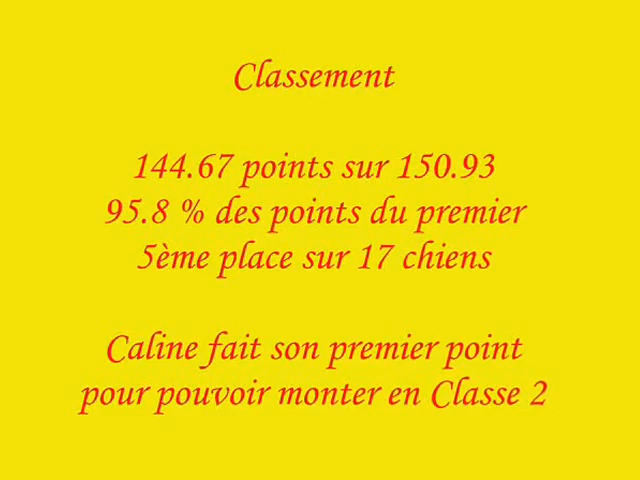 Classement
144.67 points sur 150.93
95.8 % des points du premier
5ème place sur 17 chiens
Caline fait son premier point
pour pouvoir monter en Classe 2